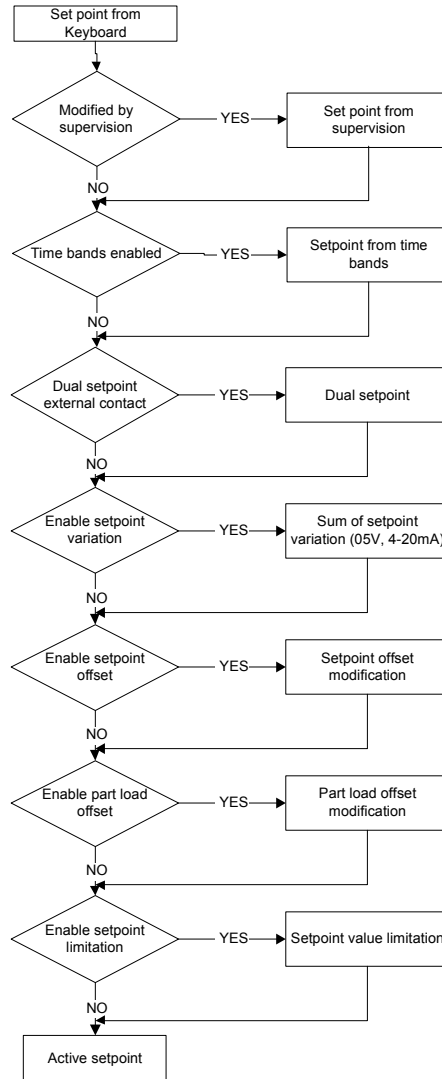 Set point from
Keyboard
Modified by
supervision
YES
Set point from
supervision
NO
Time bands enabled
YES
Setpoint from time
bands
NO
Dual setpoint
external contact
YES
Dual setpoint
NO
Enable setpoint
variation
YES
Sum of setpoint
variation (05V, 4-20mA)
NO
Enable setpoint
offset
YES
Setpoint offset
modification
NO
Enable part load
offset
YES
Part load offset
modification
NO
Enable setpoint
limitation
YES
Setpoint value limitation
NO
Active setpoint